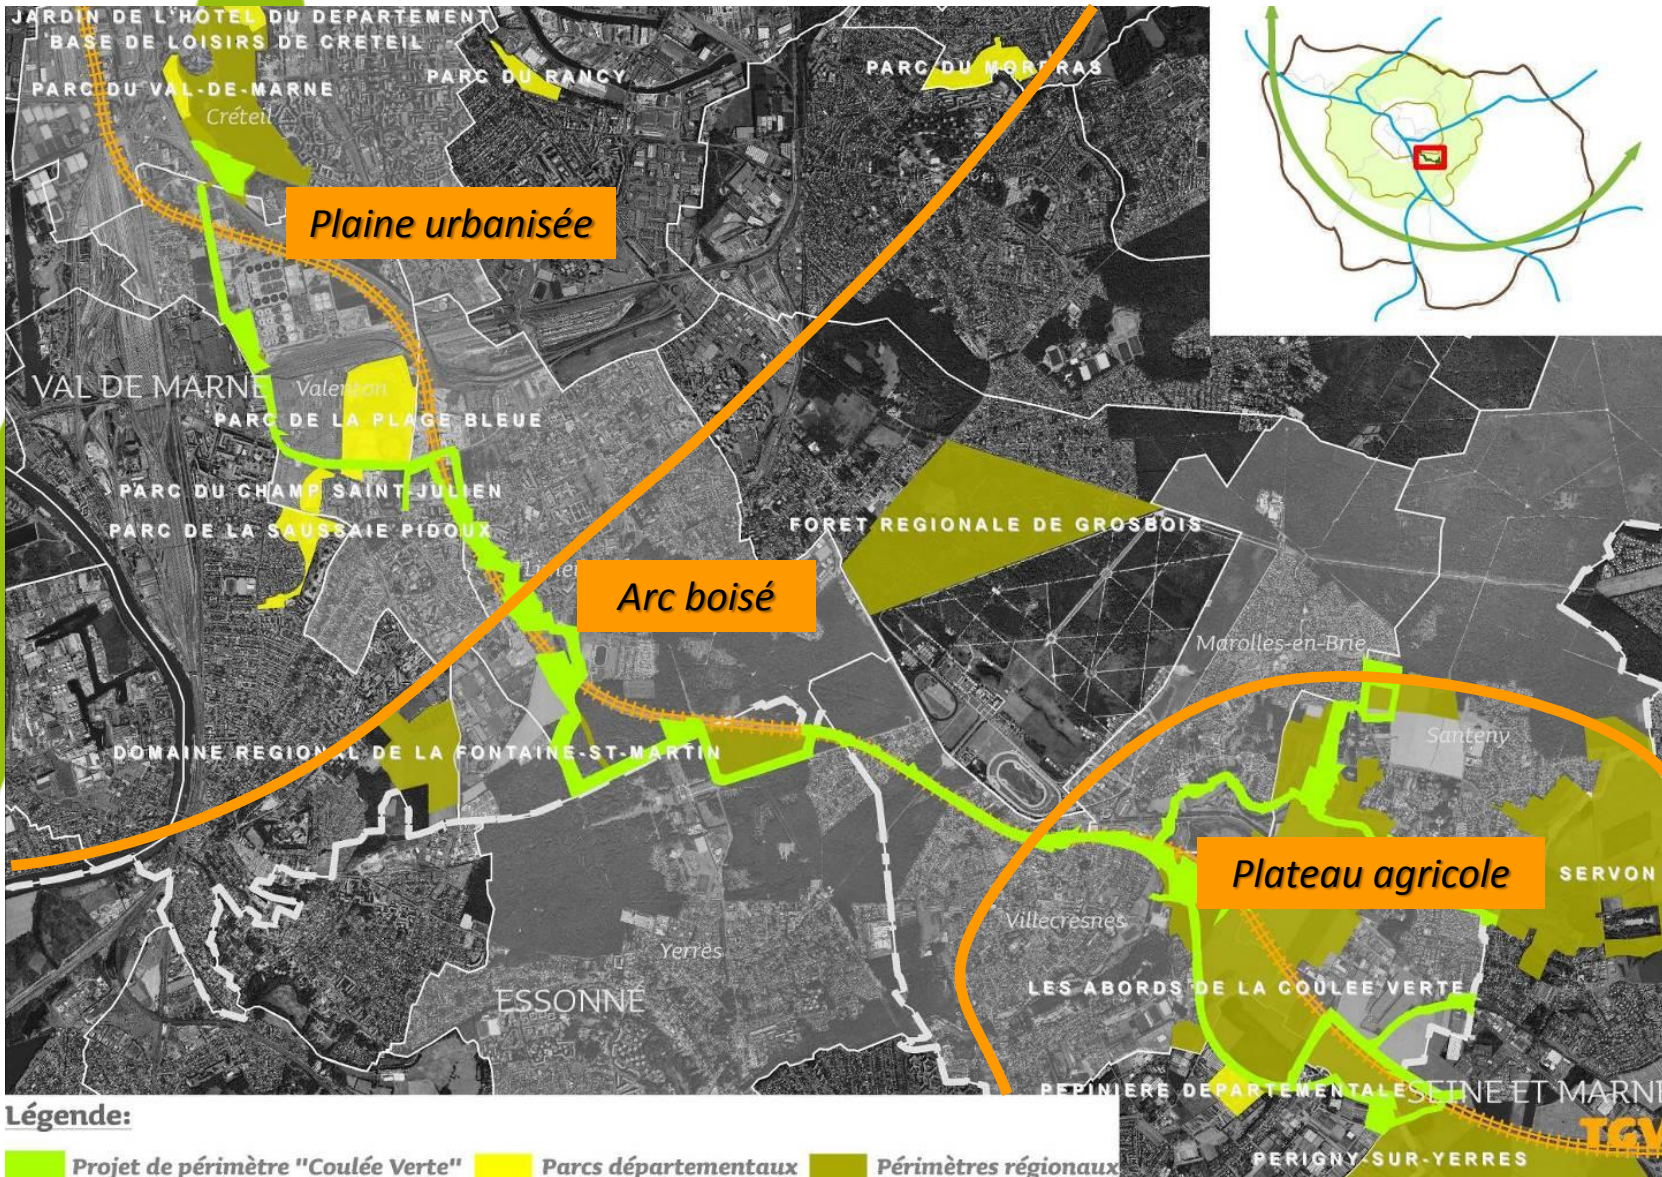 JARDIN DE L'HOTEL DU DEPARTEMENT
BASE DE LOISIRS DE CRETEIL
PARC DU RANCY
PARC DU MORBRAS
PARC DU VAL-DE-MARNE
Créteil
Plaine urbanisée
VAL DE MARNE
Valenton
PARC DE LA PLAGE BLEUE
PARC DU CHAMP SAINT-JULIEN
PARC DE LA SAUSSAIE PIDOUX
FORET REGIONALE DE GROSBOIS
Arc boisé
Marolles-en-Brie
Santeny
DOMAINE REGIONAL DE LA FONTAINE-ST-MARTIN
Plateau agricole
SERVON
Villecresnes
Yerres
ESSONNE
LES ABORDS DE LA COULEE VERTE
PEPINIERE DEPARTEMENTALE
SEINE ET MARNE
TGV
PERIGNY-SUR-YERRES
Légende:
Projet de périmètre "Coulée Verte"
Parcs départementaux
Périmètres régionaux